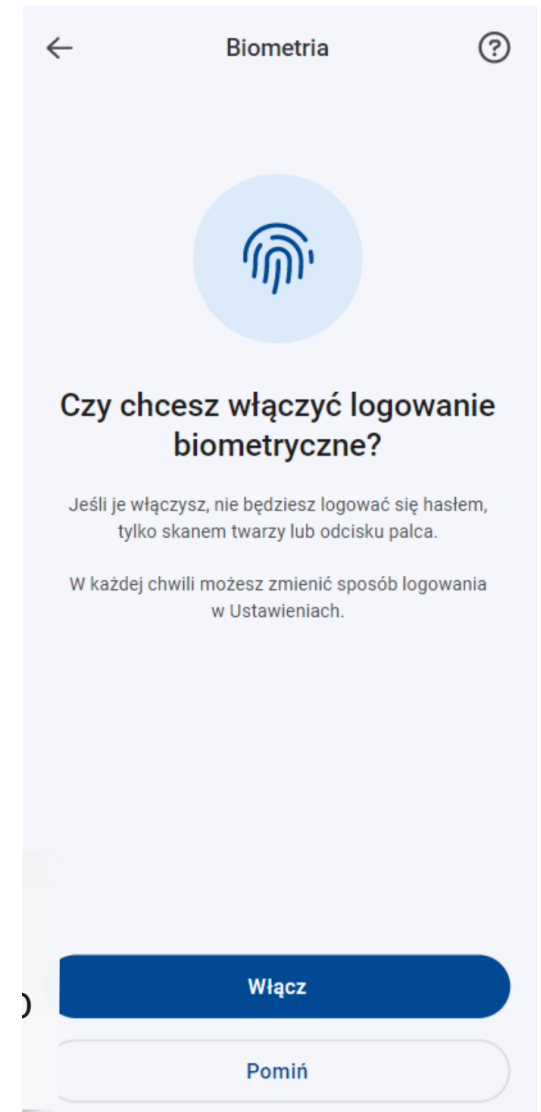 Biometria
?
Czy chcesz włączyć logowanie
biometryczne?
Jeśli je włączysz, nie będziesz logować się hasłem,
tylko skanem twarzy lub odcisku palca.
W każdej chwili możesz zmienić sposób logowania
w Ustawieniach.
Włącz
Pomiń